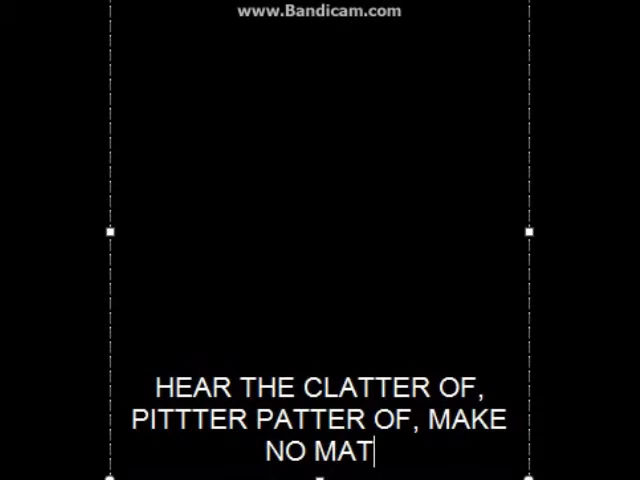 www.Bandicam.com
HEAR THE CLATTER OF,
PITTTER PATTER OF, MAKE
NO MAT